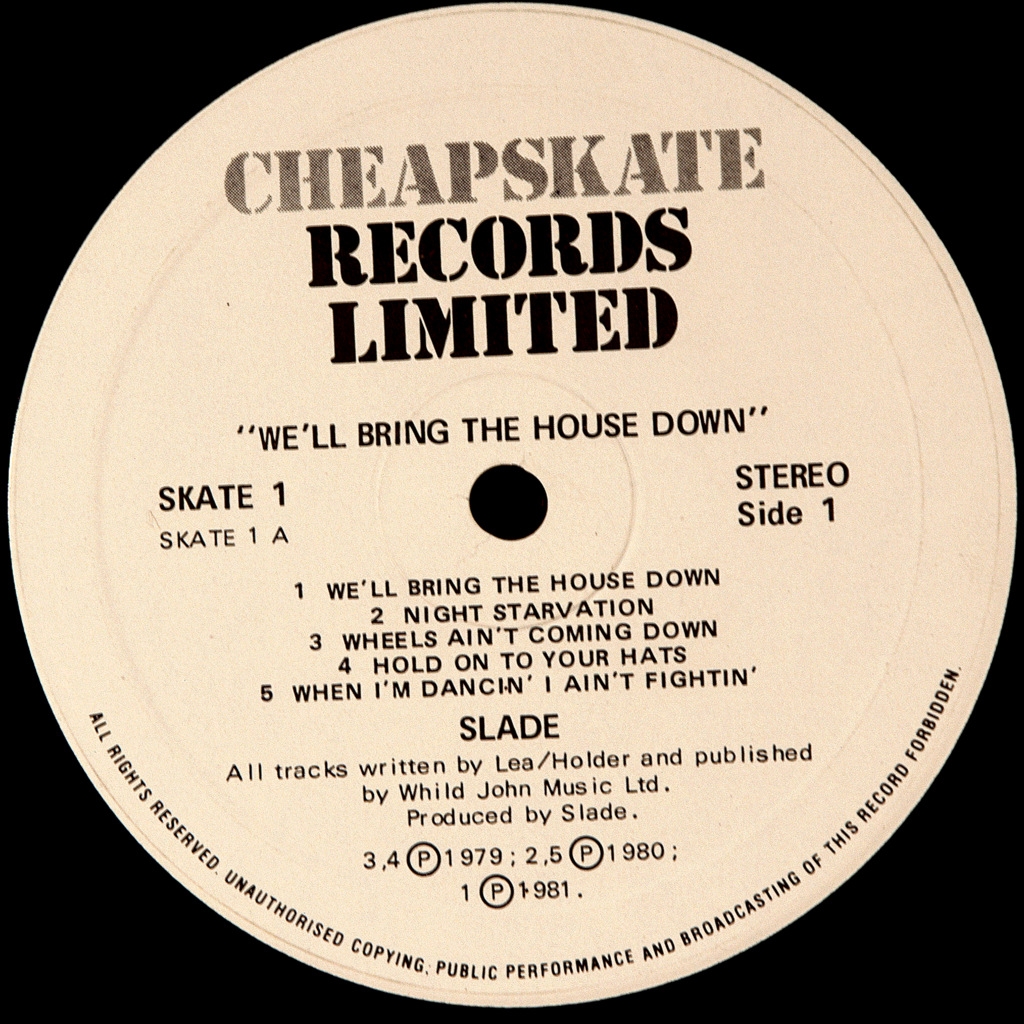 CHEAPSKATE
RECORDS
LIMITED
"WE'LL BRING THE HOUSE DOWN"
SKATE 1
SKATE 1 A
STEREO
Side 1
1 WE'LL BRING THE HOUSE DOWN
2 NIGHT STARVATION
3 WHEELS AIN'T COMING DOWN
4 HOLD ON TO YOUR HATS
5 WHEN I'M DANCIN' I AIN'T FIGHTIN'
SLADE
All tracks written by Lea/Holder and published
by Whild John Music Ltd.
Produced by Slade.
3,4 ℗ 1979; 2,5 ℗ 1980;
1 ℗ 1981.
ALL RIGHTS RESERVED. UNAUTHORISED COPYING, PUBLIC PERFORMANCE AND BROADCASTING OF THIS RECORD FORBIDDEN.